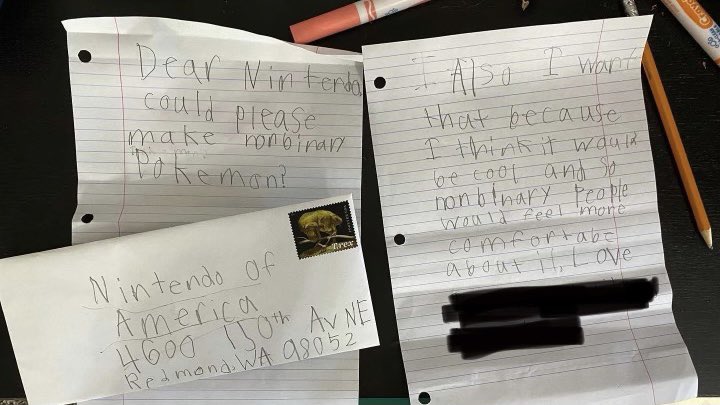 Dear Nintendo
could please
make nonbinary
Pokemon?
Also I want
that because
I think it would
be cool and so
nonbinary People
would feel more
comfortabe
about it, Love
T.rex
Nintendo of
America
4600 150th Av NE
Redmond, WA 98052